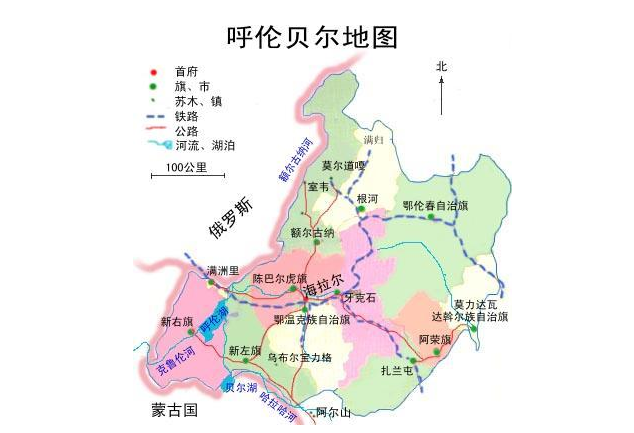 呼伦贝尔地图
首府
旗、市
苏木、镇
铁路
公路
河流、湖泊
100公里
北
满归
额尔古纳河
莫尔道嘎
室韦
根河
鄂伦春自治旗
俄罗斯
额尔古纳
满洲里
陈巴尔虎旗
海拉尔
牙克石
莫力达瓦
达斡尔族自治旗
新右旗
呼伦湖
鄂温克族自治旗
阿荣旗
克鲁伦河
新左旗
乌布尔宝力格
扎兰屯
贝尔湖
哈拉哈河
蒙古国
阿尔山